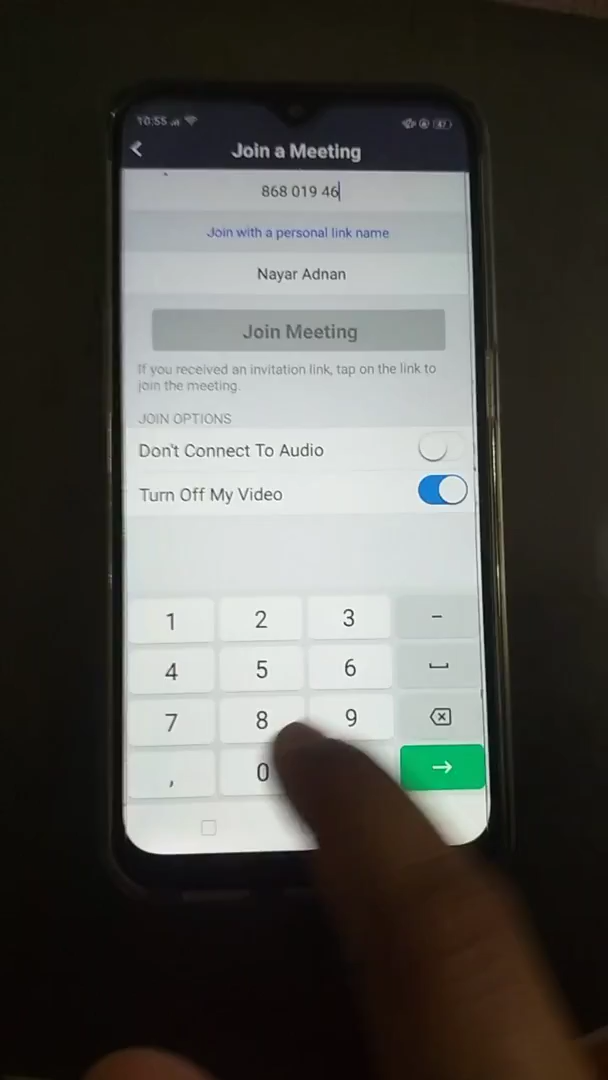 10:55
Join a Meeting
868 019 46
Join with a personal link name
Nayar Adnan
Join Meeting
If you received an invitation link, tap on the link to
join the meeting.
JOIN OPTIONS
Don't Connect To Audio
Turn Off My Video
1 2 3 -
4 5 6
7 8 9
, 0